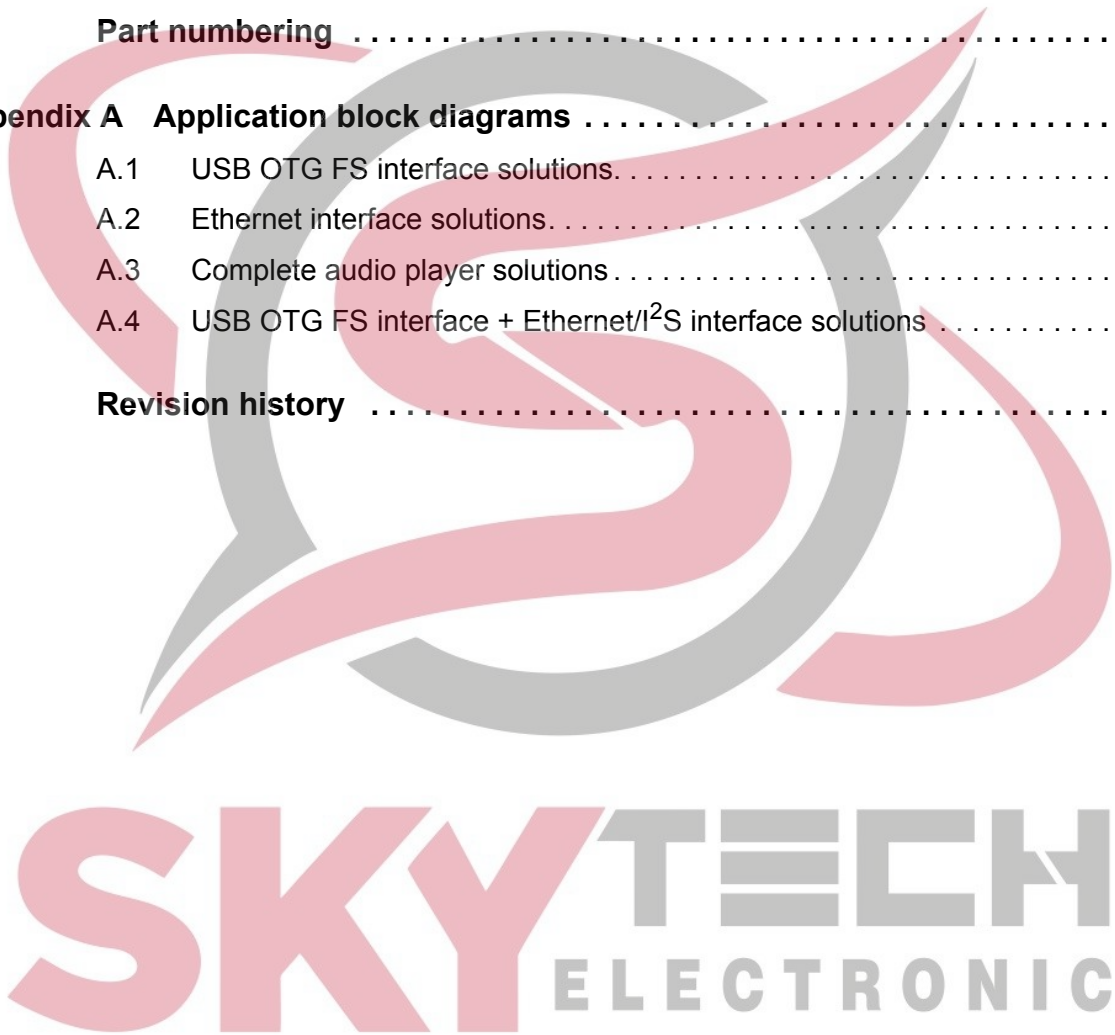 Part numbering . . . . . . . . . . . . . . . . . . . . . . . . . . . . . . . . . . . . . . . . . . . .
pendix A Application block diagrams . . . . . . . . . . . . . . . . . . . . . . . . . . . . . .
A.1 USB OTG FS interface solutions. . . . . . . . . . . . . . . . . . . . . . . . . . . . . . . .
A.2 Ethernet interface solutions. . . . . . . . . . . . . . . . . . . . . . . . . . . . . . . . . . . .
A.3 Complete audio player solutions . . . . . . . . . . . . . . . . . . . . . . . . . . . . . . . .
A.4 USB OTG FS interface + Ethernet/I²S interface solutions . . . . . . . . . . .
Revision history . . . . . . . . . . . . . . . . . . . . . . . . . . . . . . . . . . . . . . . . . . .
SKYTECH
ELECTRONIC